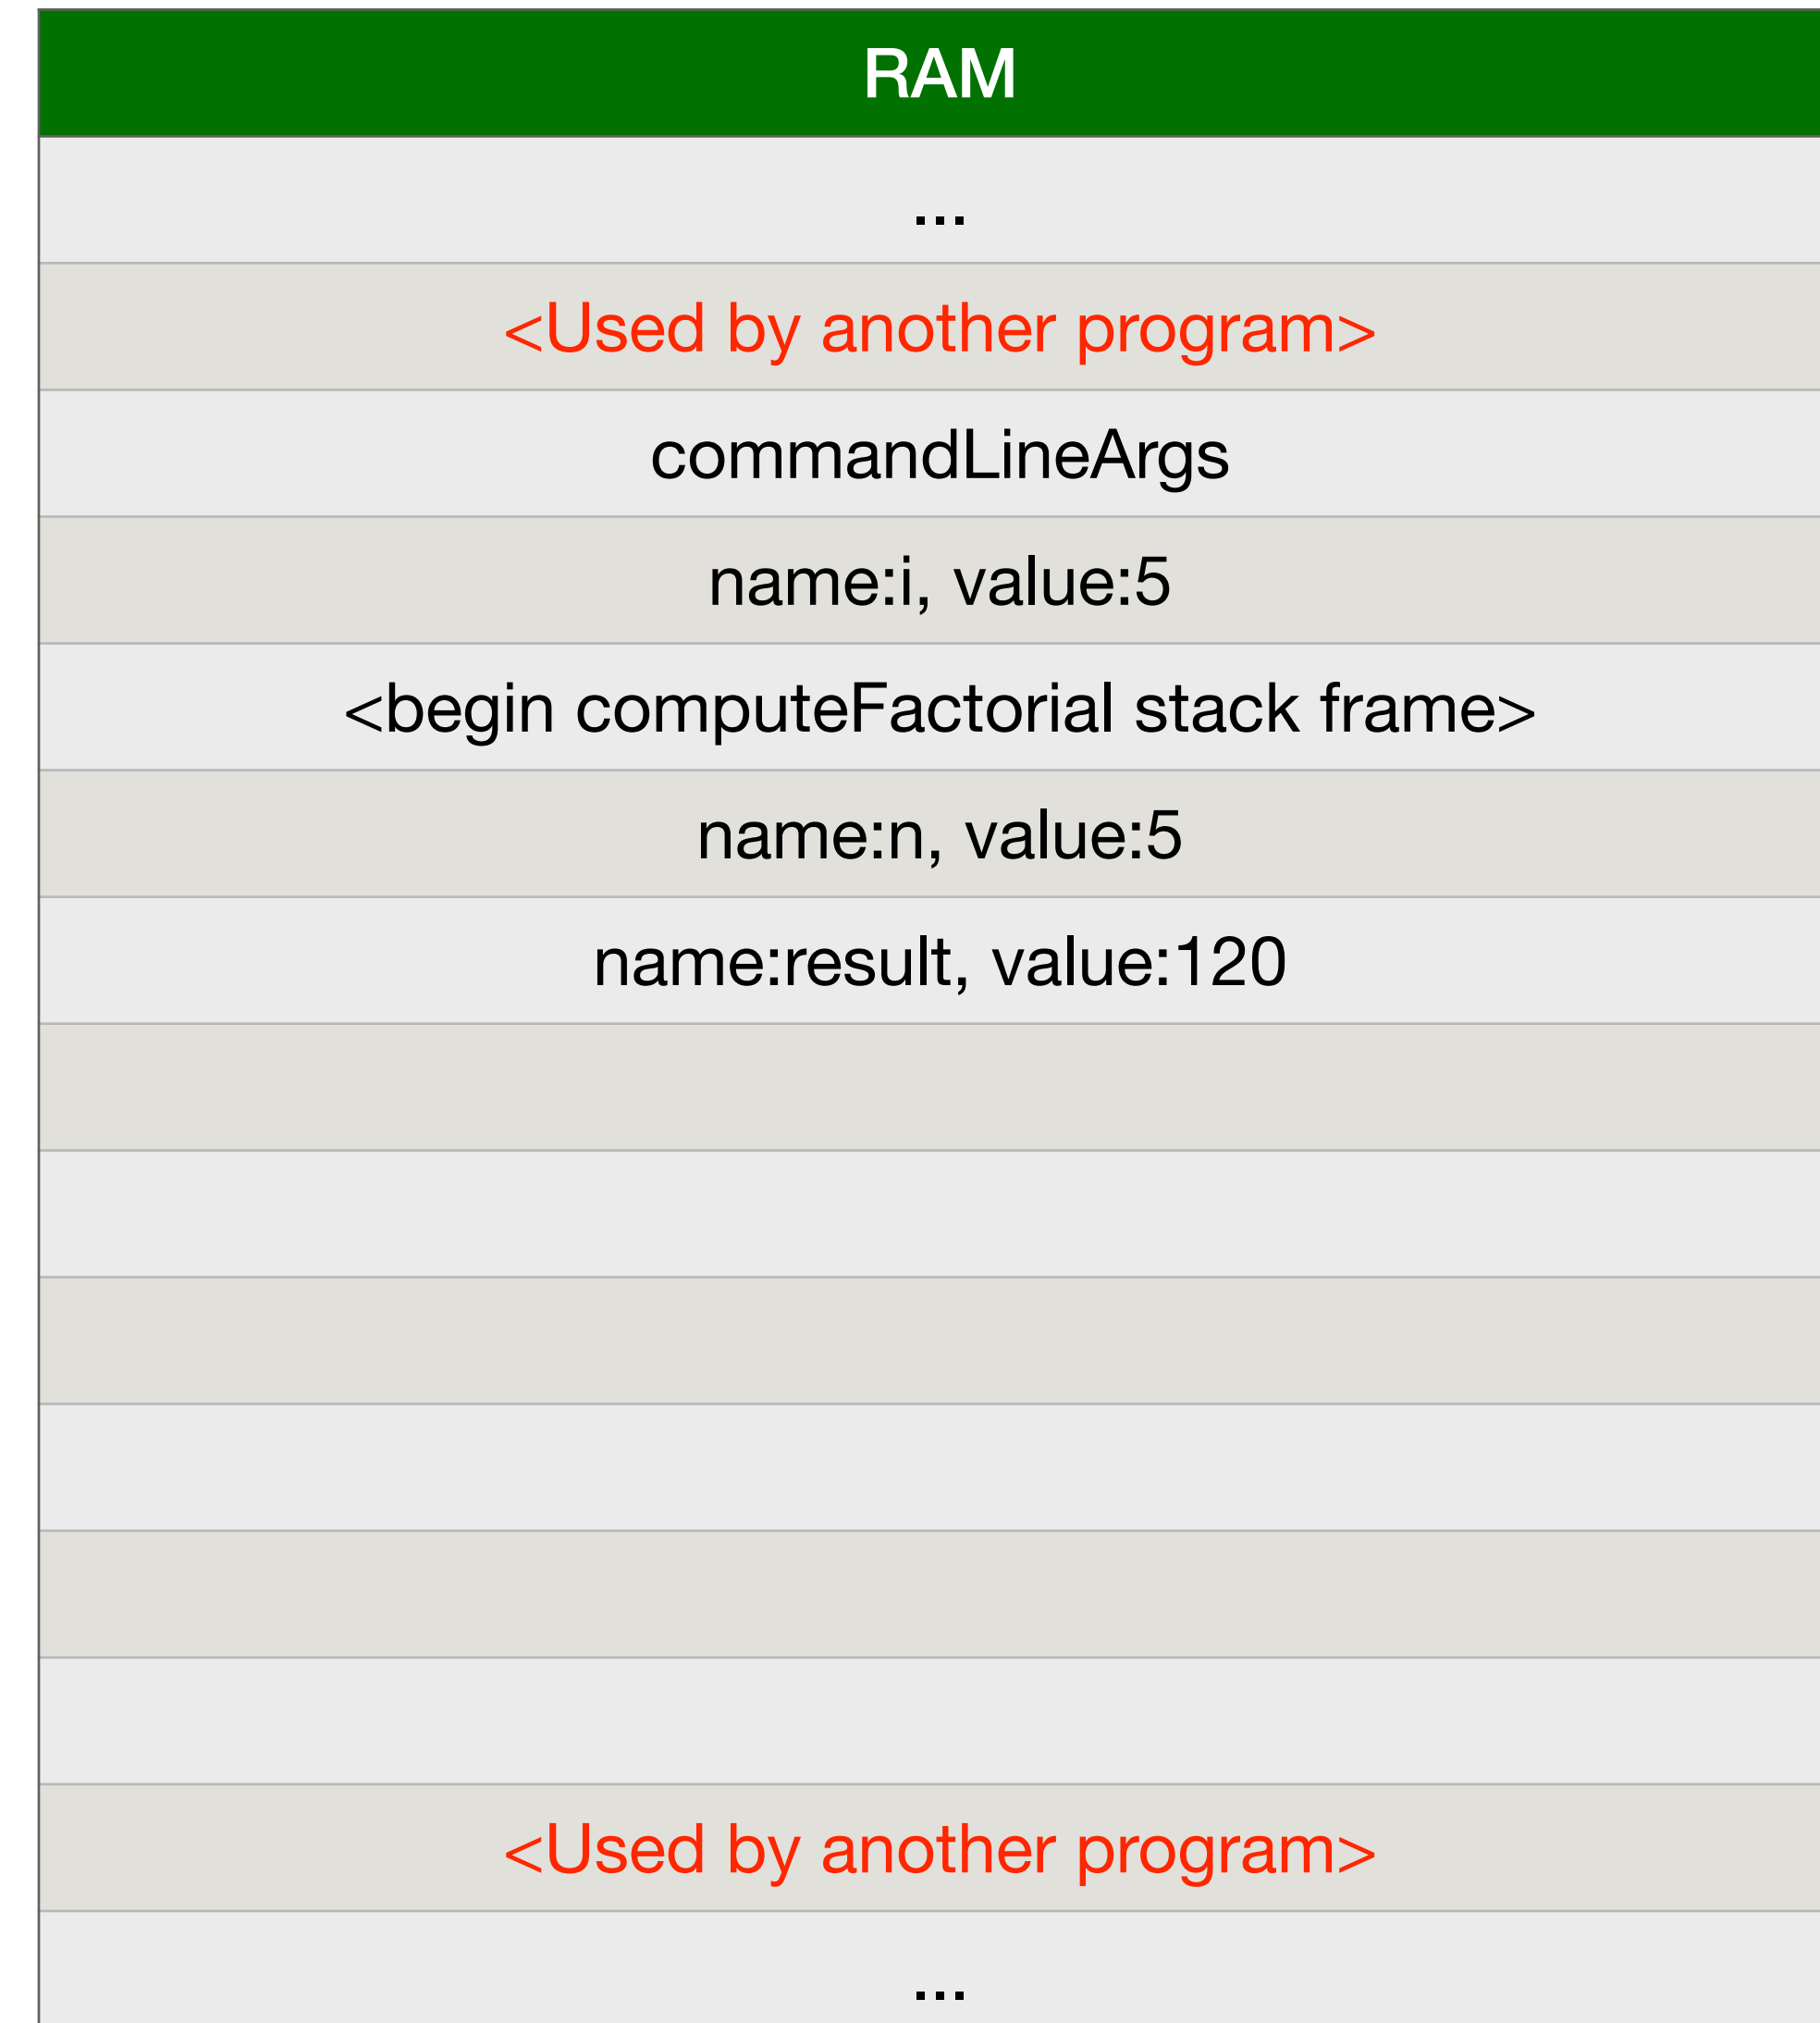 RAM
...
<Used by another program>
commandLineArgs
name:i, value:5
<begin computeFactorial stack frame>
name:n, value:5
name:result, value:120
<Used by another program>
...